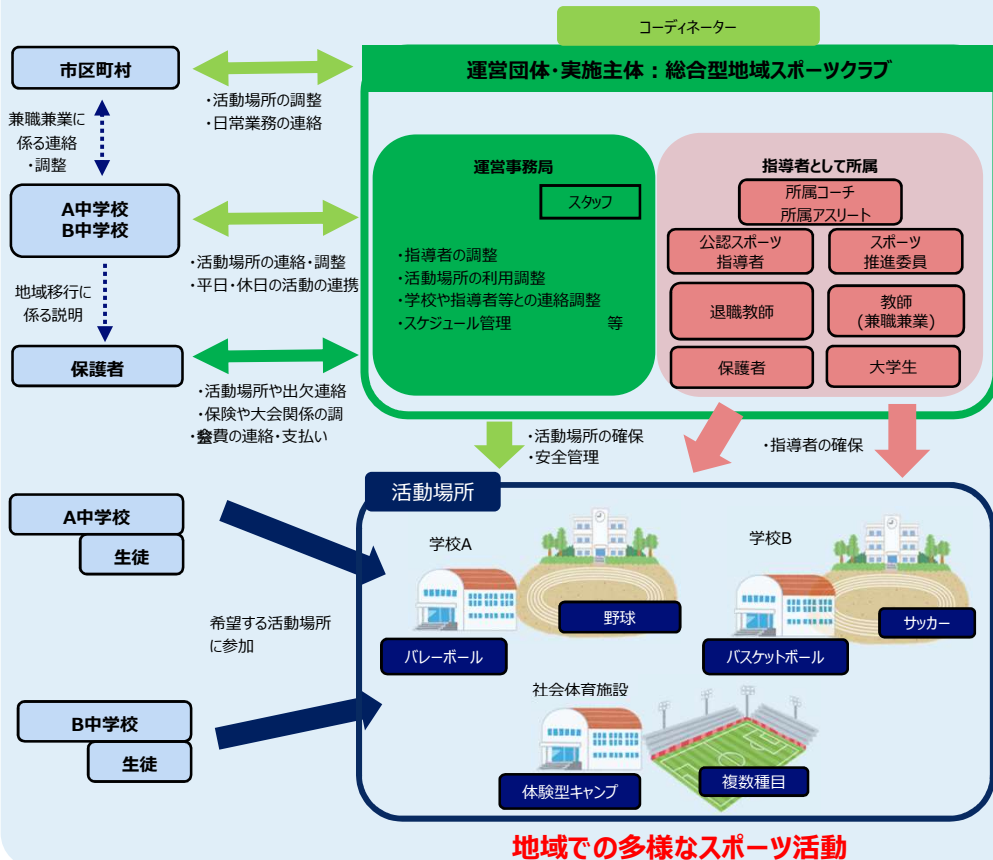 コーディネーター
運営団体・実施主体：総合型地域スポーツクラブ
市区町村
・活動場所の調整
・日常業務の連絡
兼職兼業に
係る連絡
・調整
A中学校
B中学校
・活動場所の連絡・調整
・平日・休日の活動の連携
地域移行に
係る説明
保護者
・活動場所や出欠連絡
・保険や大会関係の調
・会費の連絡・支払い
運営事務局
スタッフ
・指導者の調整
・活動場所の利用調整
・学校や指導者等との連絡調整
・スケジュール管理　　　　　等
指導者として所属
所属コーチ
所属アスリート
公認スポーツ
指導者
スポーツ
推進委員
退職教師
教師
(兼職兼業)
保護者
大学生
・活動場所の確保
・安全管理
・指導者の確保
A中学校
生徒
希望する活動場所
に参加
B中学校
生徒
活動場所
学校A
野球
バレーボール
学校B
サッカー
バスケットボール
社会体育施設
体験型キャンプ
複数種目
地域での多様なスポーツ活動